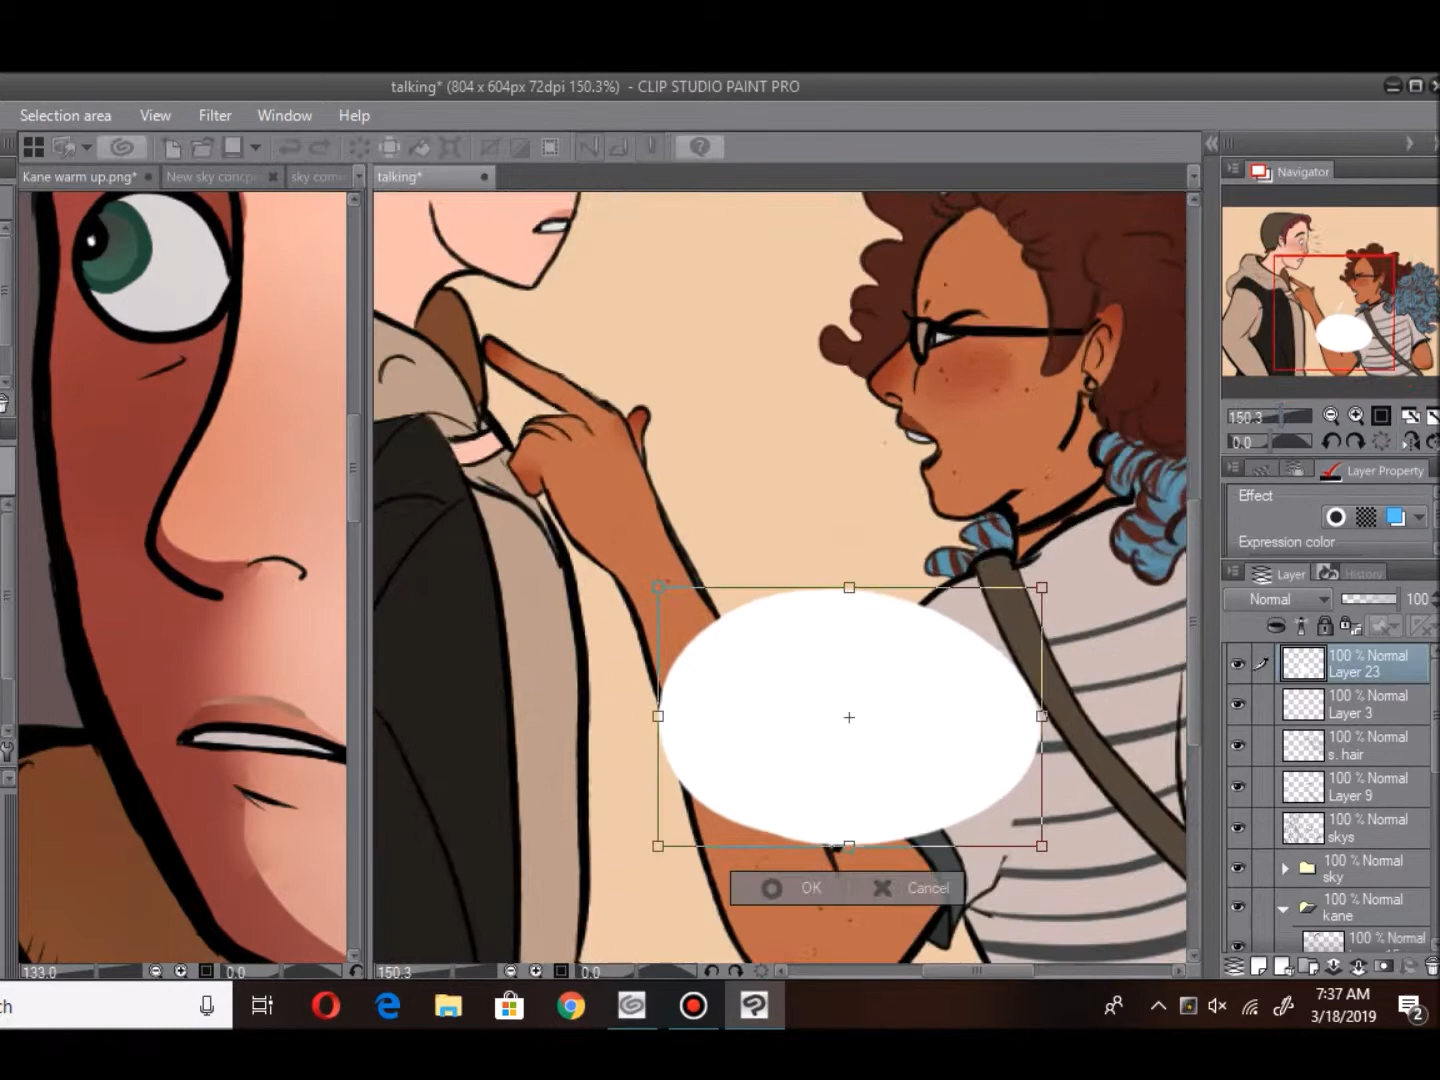 talking* (804 x 604px 72dpi 150.3%) - CLIP STUDIO PAINT PRO
Selection area View Filter Window Help
Kane warm up.png* New sky concp sky comi
talking*
Navigator
150.3
0.0
Layer Property
Effect
Expression color
Layer History
Normal 100
100 % Normal
Layer 23
100 % Normal
Layer 3
100 % Normal
s. hair
100 % Normal
Layer 9
100 % Normal
skys
100 % Normal
sky
100 % Normal
kane
100 % Normal
OK Cancel
133.0 0.0 150.3 0.0
ch
7:37 AM
3/18/2019
2